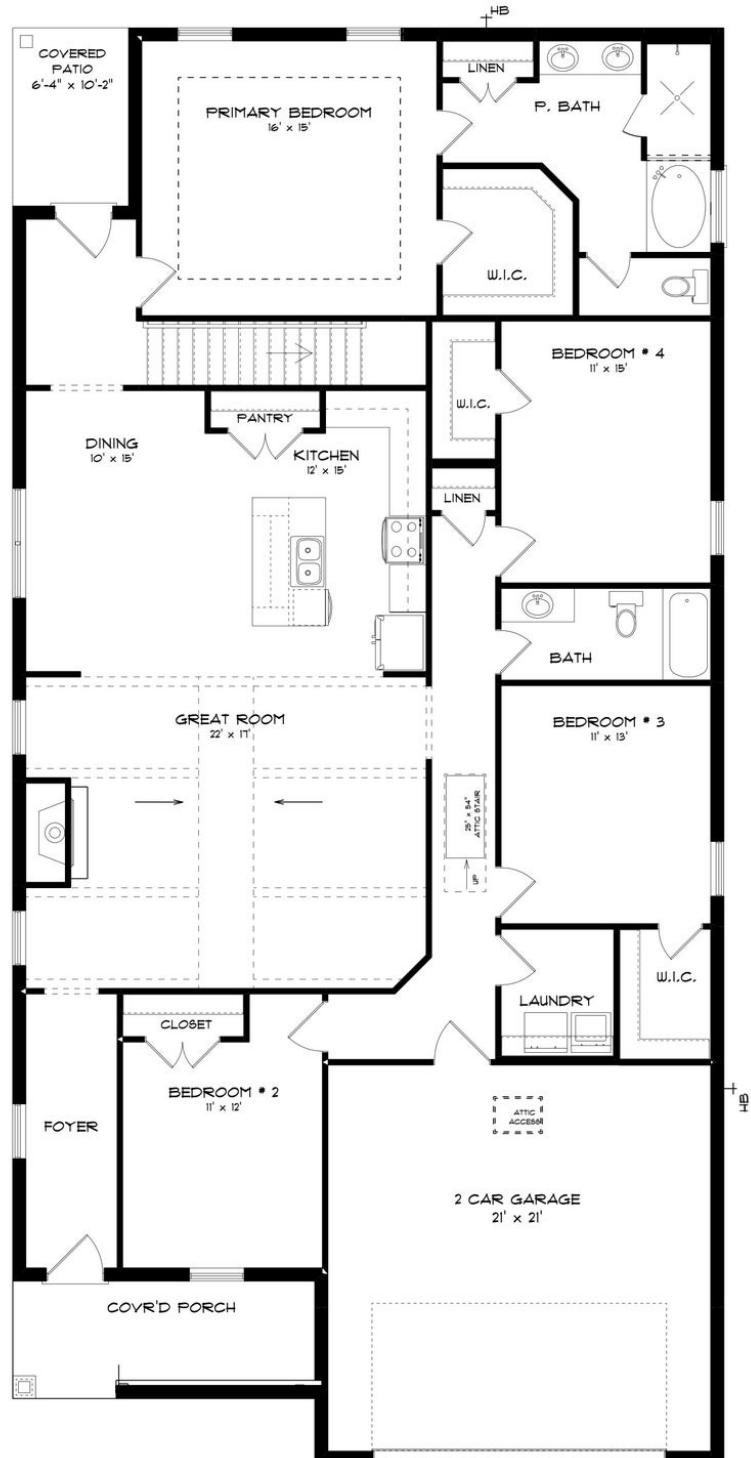 HB
COVERED
PATIO
6'-4" x 10'-2"
PRIMARY BEDROOM
16' x 15'
LINEN
P. BATH
W.I.C.
BEDROOM # 4
11' x 15'
W.I.C.
PANTRY
DINING
10' x 15'
KITCHEN
12' x 15'
LINEN
BATH
GREAT ROOM
22' x 17'
BEDROOM # 3
11' x 13'
25" x 54"
ATTIC STAIR
UP
W.I.C.
LAUNDRY
CLOSET
BEDROOM # 2
11' x 12'
FOYER
ATTIC
ACCESS
HB
2 CAR GARAGE
21' x 21'
COVR'D PORCH